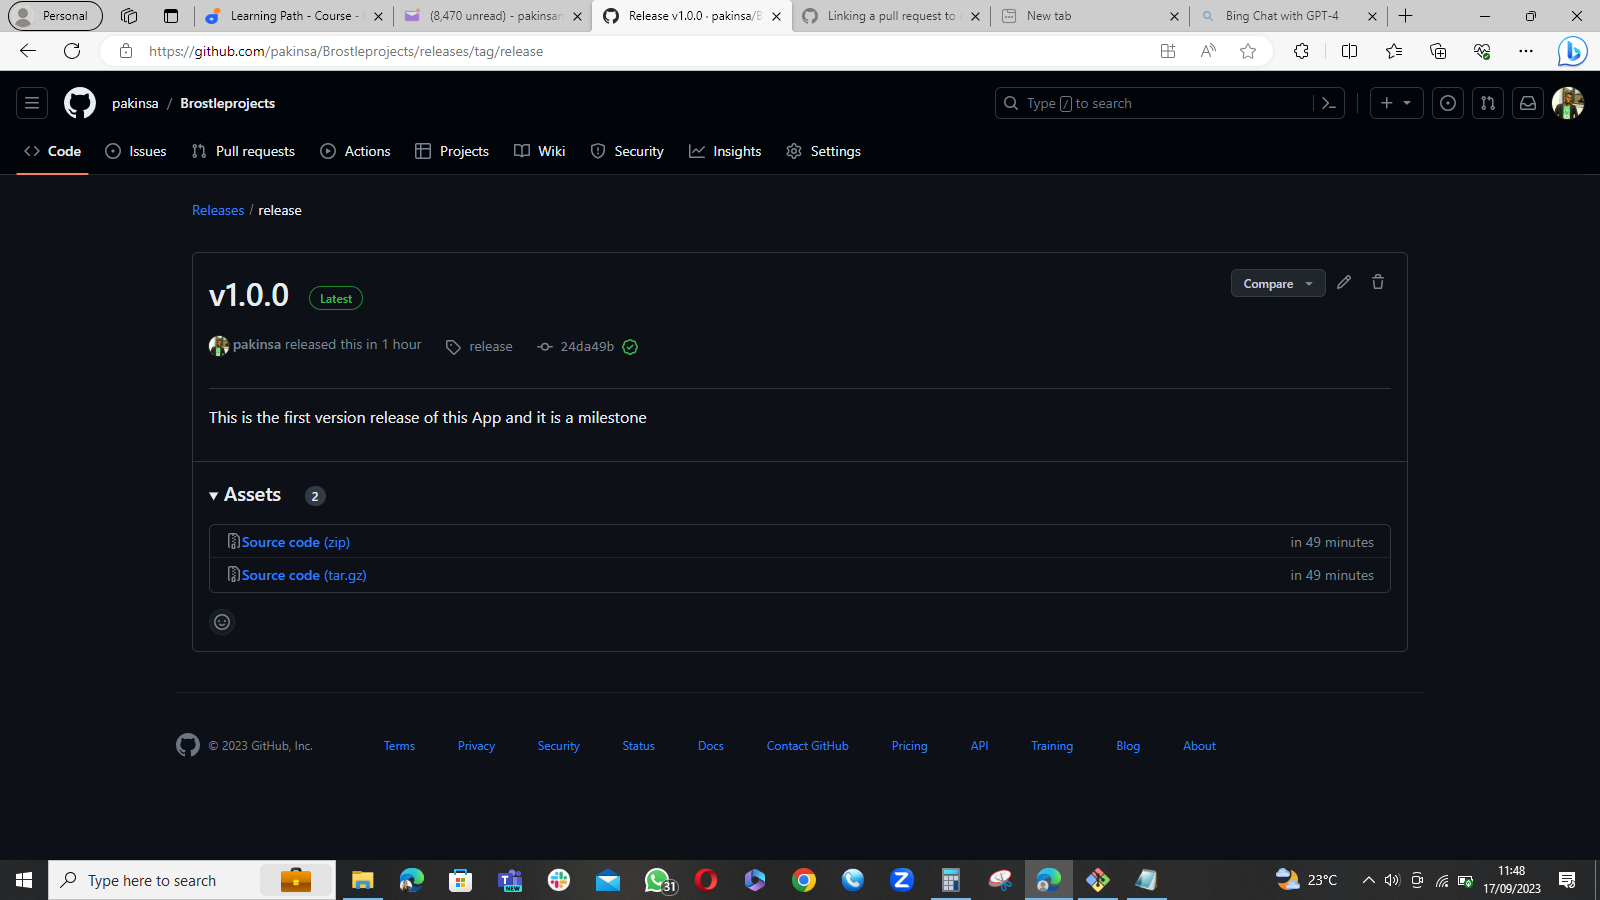 Personal
Learning Path - Course -
(8,470 unread) - pakinsan
Release v1.0.0 · pakinsa/B
Linking a pull request to
New tab
Bing Chat with GPT-4
https://github.com/pakinsa/Brostleprojects/releases/tag/release
pakinsa / Brostleprojects
Type / to search
Code
Issues
Pull requests
Actions
Projects
Wiki
Security
Insights
Settings
Releases / release
v1.0.0
Latest
Compare
pakinsa released this in 1 hour
release
24da49b
This is the first version release of this App and it is a milestone
Assets 2
Source code (zip)
in 49 minutes
Source code (tar.gz)
in 49 minutes
© 2023 GitHub, Inc.
Terms
Privacy
Security
Status
Docs
Contact GitHub
Pricing
API
Training
Blog
About
Type here to search
NEW
31
23°C
11:48
17/09/2023